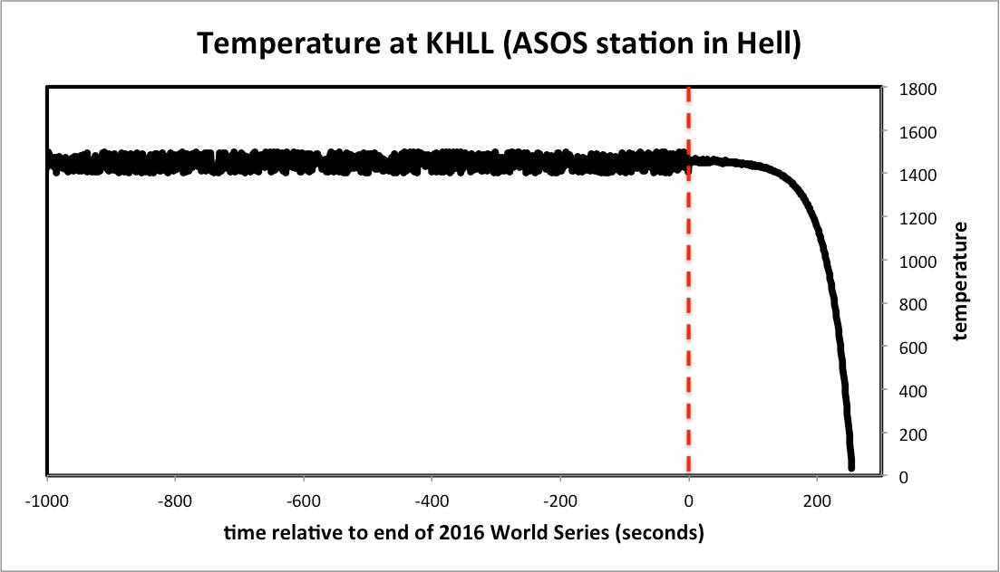 Temperature at KHLL (ASOS station in Hell)
1800
1600
1400
1200
1000
800
600
400
200
0
temperature
-1000 -800 -600 -400 -200 0 200
time relative to end of 2016 World Series (seconds)